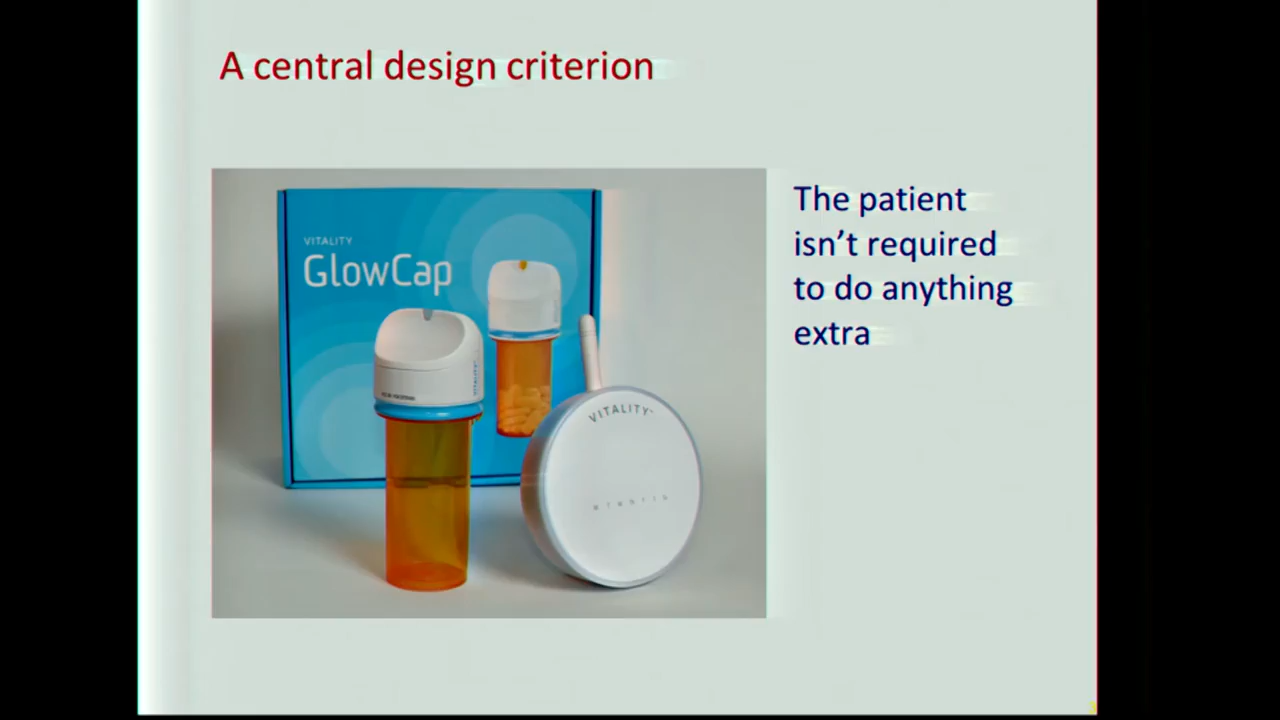 A central design criterion
VITALITY
GlowCap
The patient
isn’t required
to do anything
extra
VITALITY